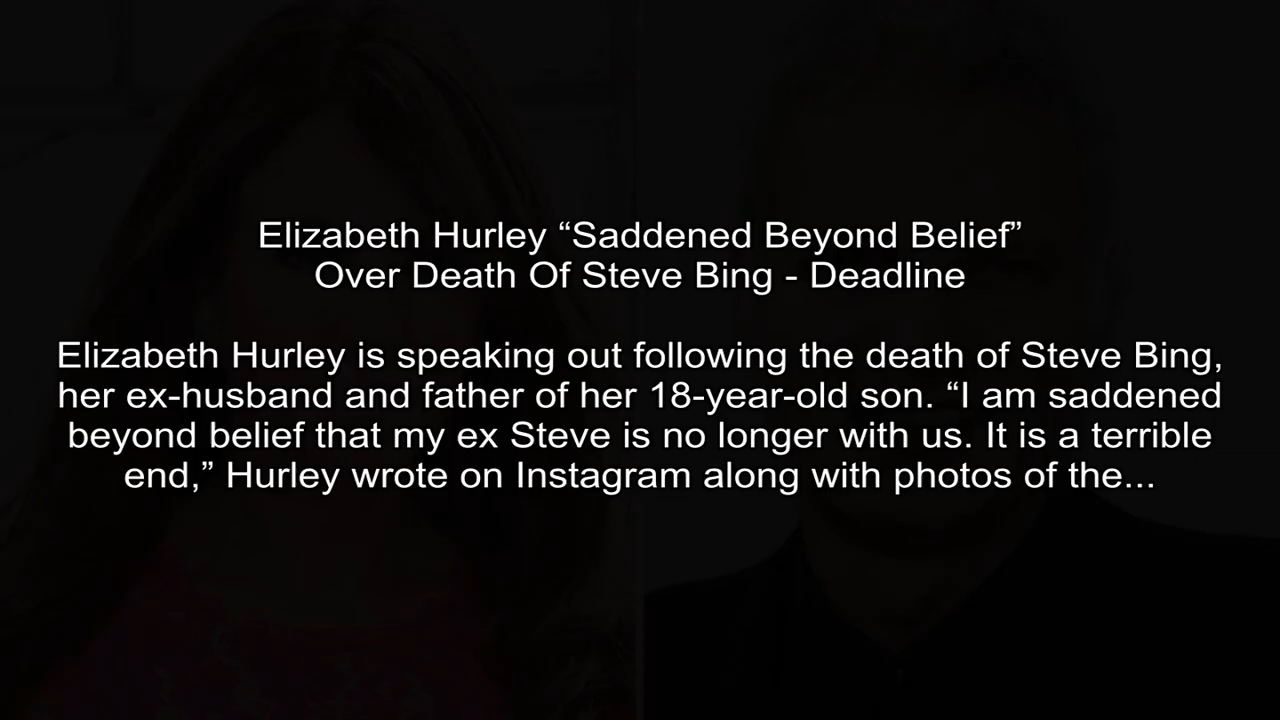 Elizabeth Hurley “Saddened Beyond Belief”
Over Death Of Steve Bing - Deadline
Elizabeth Hurley is speaking out following the death of Steve Bing,
her ex-husband and father of her 18-year-old son. “I am saddened
beyond belief that my ex Steve is no longer with us. It is a terrible
end,” Hurley wrote on Instagram along with photos of the...